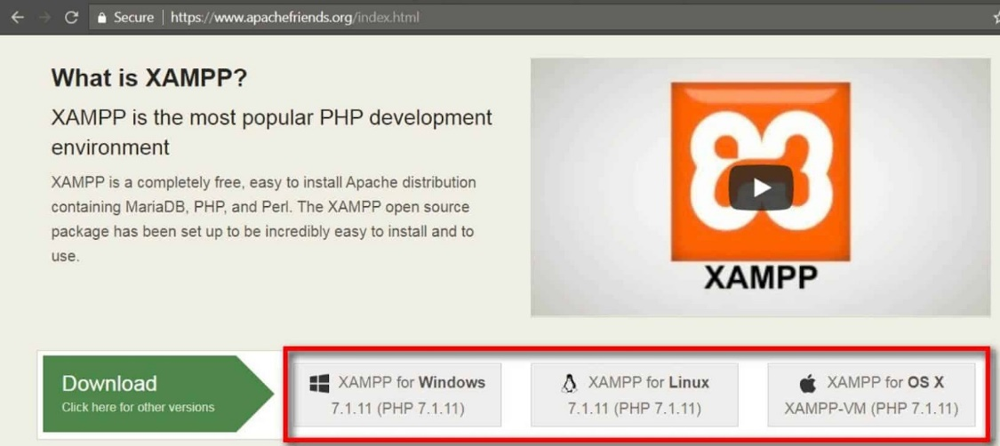 Secure | https://www.apachefriends.org/index.html
What is XAMPP?
XAMPP is the most popular PHP development
environment
XAMPP is a completely free, easy to install Apache distribution
containing MariaDB, PHP, and Perl. The XAMPP open source
package has been set up to be incredibly easy to install and to
use.
XAMPP
Download
Click here for other versions
XAMPP for Windows
7.1.11 (PHP 7.1.11)
XAMPP for Linux
7.1.11 (PHP 7.1.11)
XAMPP for OS X
XAMPP-VM (PHP 7.1.11)